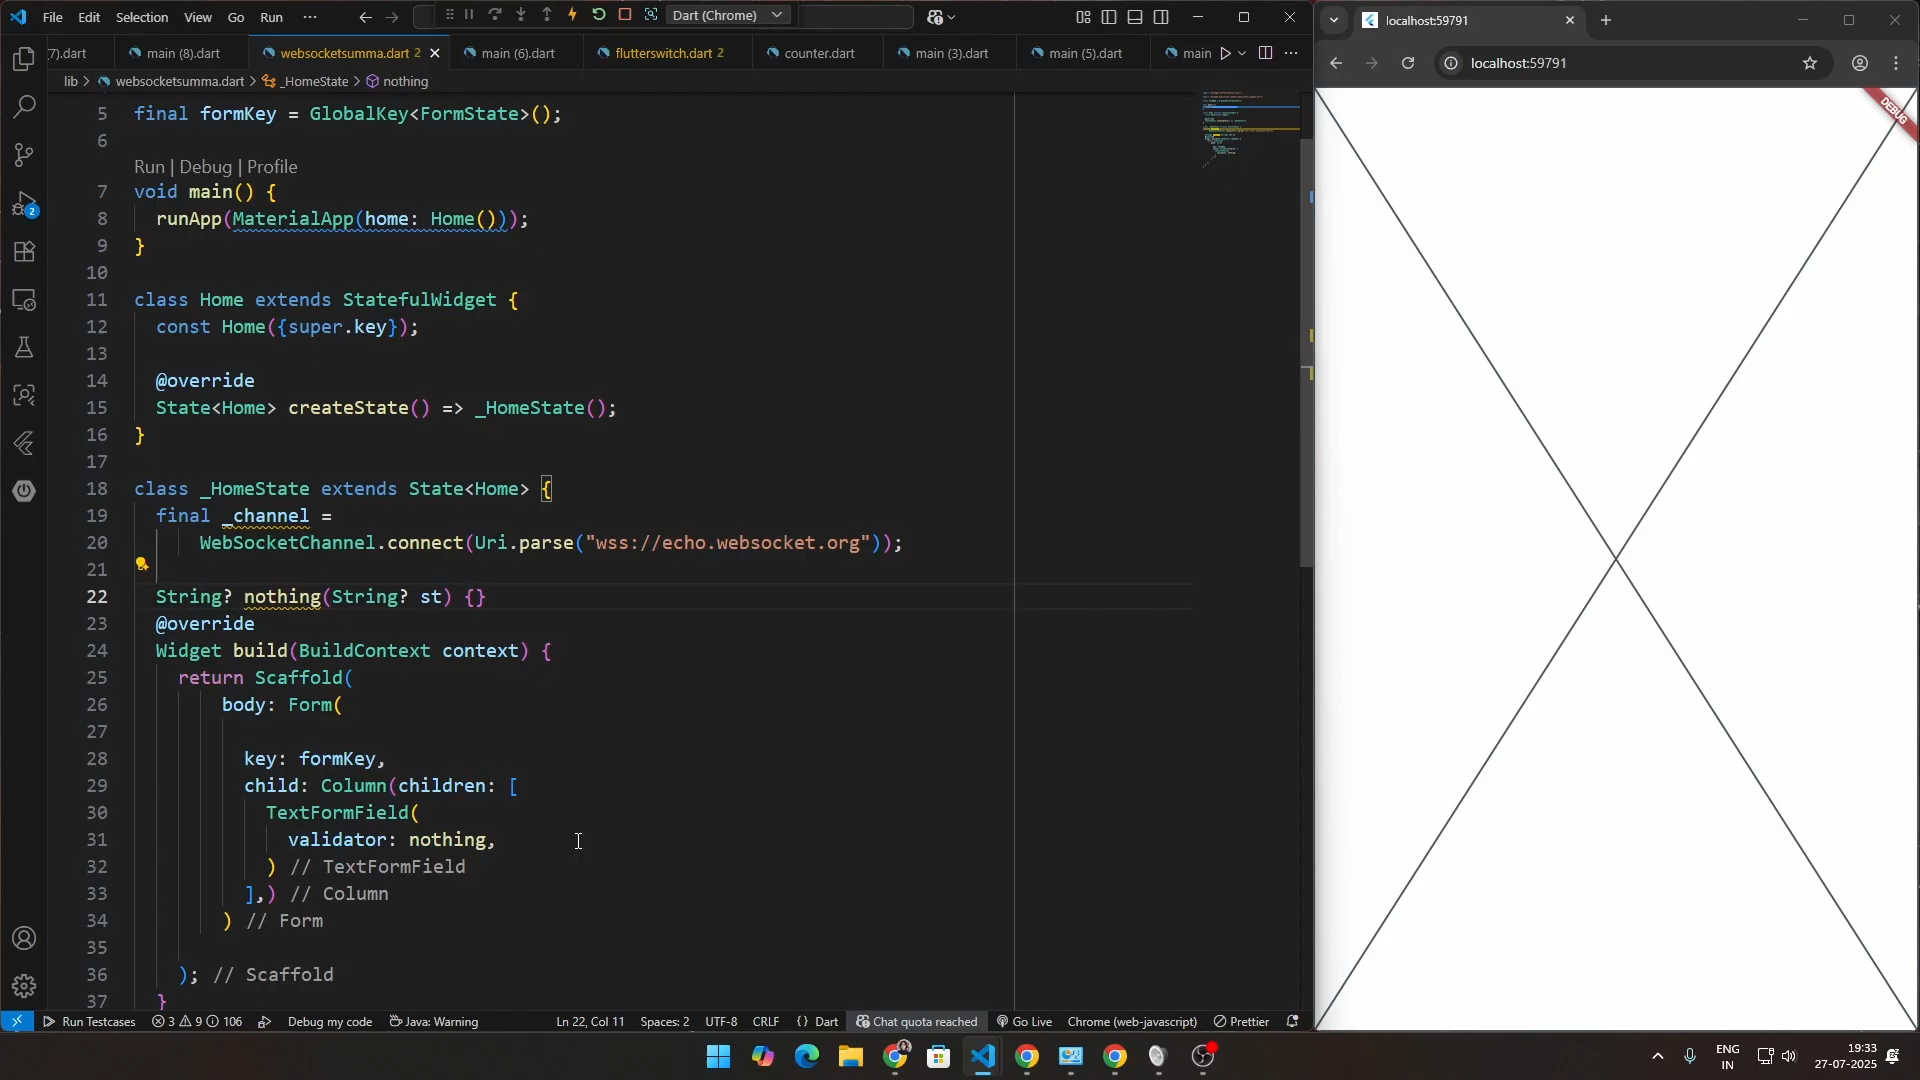 File Edit Selection View Go Run ··· Dart (Chrome)
7).dart main (8).dart websocketsumma.dart 2 main (6).dart flutterswitch.dart 2 counter.dart main (3).dart main (5).dart main
lib > websocketsumma.dart > _HomeState > nothing
5 final formKey = GlobalKey<FormState>();
6
Run | Debug | Profile
7 void main() {
8 runApp(MaterialApp(home: Home()));
9 }
10
11 class Home extends StatefulWidget {
12 const Home({super.key});
13
14 @override
15 State<Home> createState() => _HomeState();
16 }
17
18 class _HomeState extends State<Home> {
19 final _channel =
20 WebSocketChannel.connect(Uri.parse("wss://echo.websocket.org"));
21
22 String? nothing(String? st) {}
23 @override
24 Widget build(BuildContext context) {
25 return Scaffold(
26 body: Form(
27
28 key: formKey,
29 child: Column(children: [
30 TextFormField(
31 validator: nothing,
32 ) // TextFormField
33 ],) // Column
34 ) // Form
35
36 ); // Scaffold
37 }
2
Run Testcases 3 9 106 Debug my code Java: Warning Ln 22, Col 11 Spaces: 2 UTF-8 CRLF {} Dart Chat quota reached Go Live Chrome (web-javascript) Prettier
localhost:59791
localhost:59791
DEBUG
ENG
IN
19:33
27-07-2025